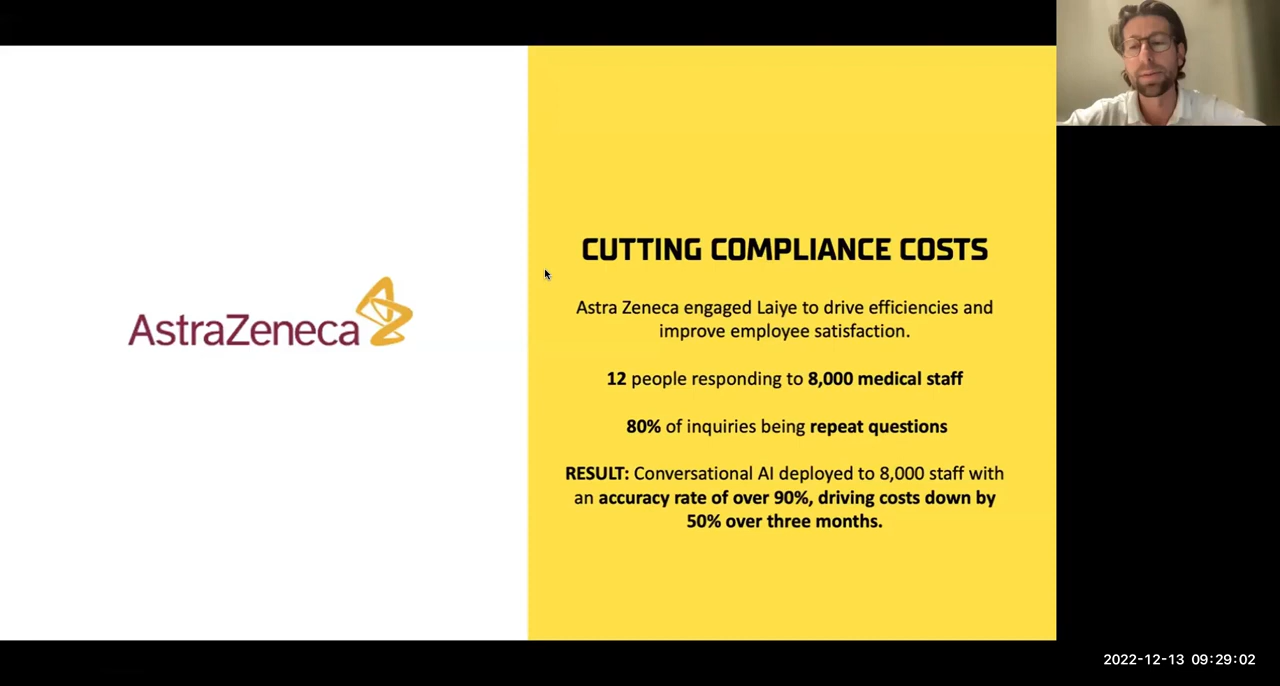 CUTTING COMPLIANCE COSTS
AstraZeneca
Astra Zeneca engaged Laiye to drive efficiencies and
improve employee satisfaction.
12 people responding to 8,000 medical staff
80% of inquiries being repeat questions
RESULT: Conversational AI deployed to 8,000 staff with
an accuracy rate of over 90%, driving costs down by
50% over three months.
2022-12-13 09:29:02